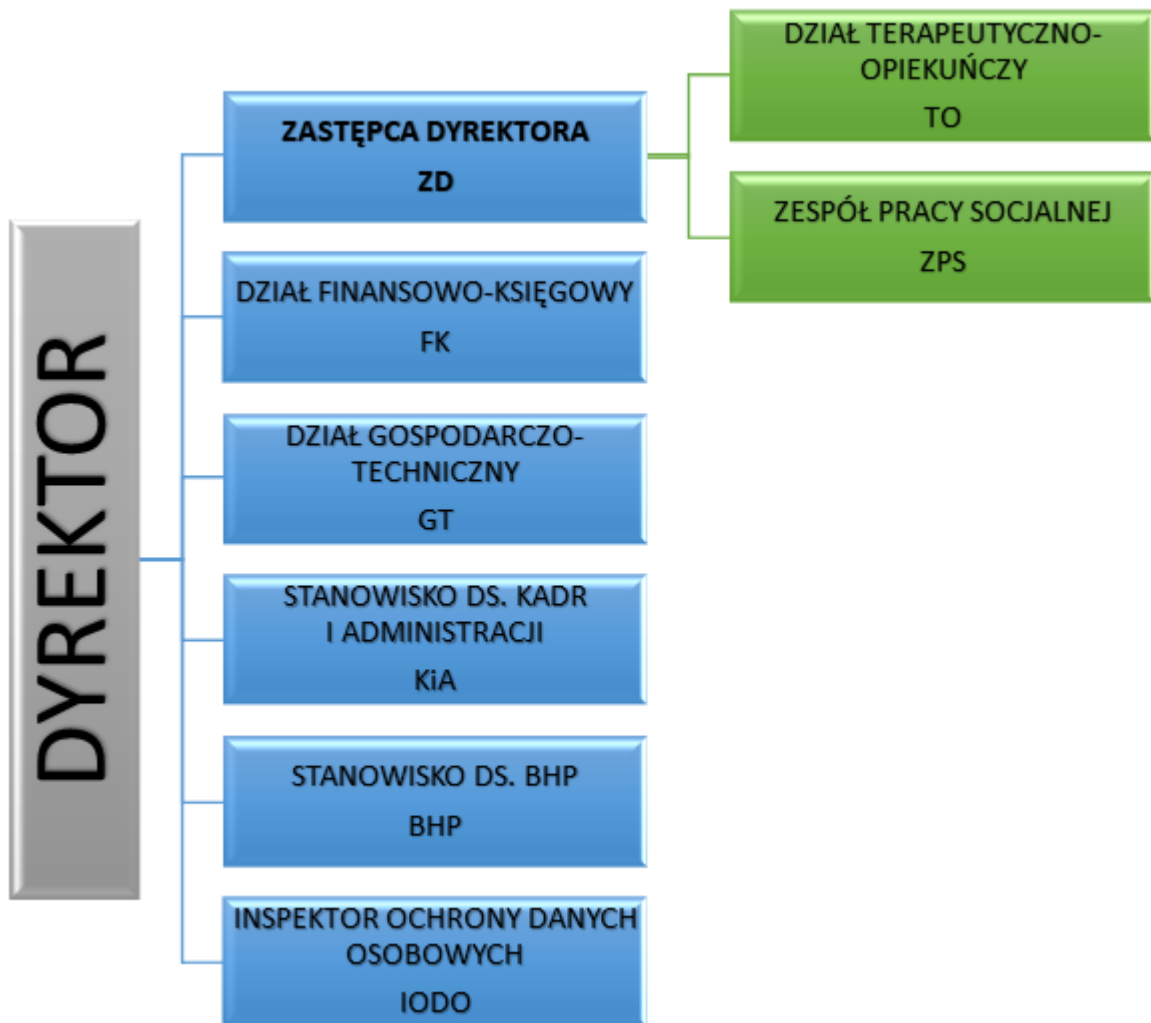 DYREKTOR
ZASTĘPCA DYREKTORA
ZD
DZIAŁ TERAPEUTYCZNO-
OPIEKUŃCZY
TO
ZESPÓŁ PRACY SOCJALNEJ
ZPS
DZIAŁ FINANSOWO-KSIĘGOWY
FK
DZIAŁ GOSPODARCZO-
TECHNICZNY
GT
STANOWISKO DS. KADR
I ADMINISTRACJI
KiA
STANOWISKO DS. BHP
BHP
INSPEKTOR OCHRONY DANYCH
OSOBOWYCH
IODO